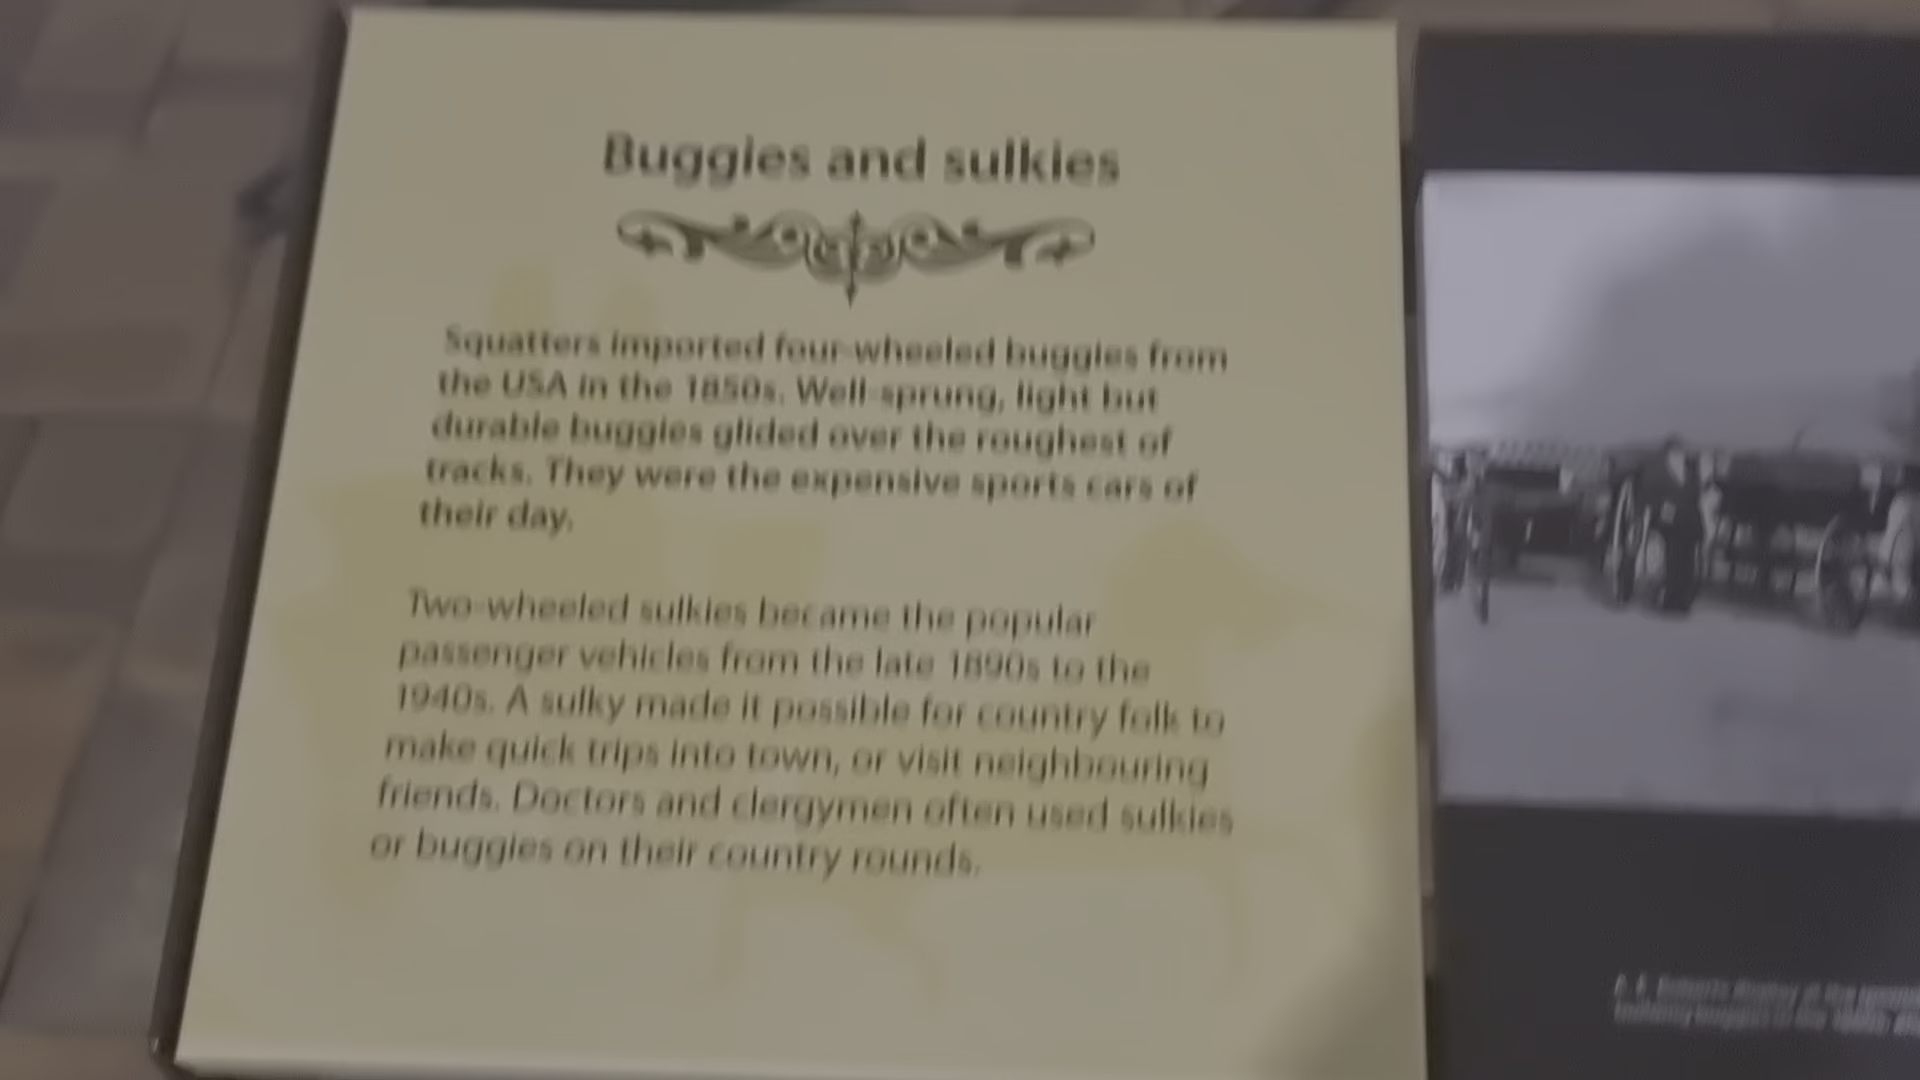 Buggies and sulkies
Squatters imported four-wheeled buggies from
the USA in the 1850s. Well-sprung, light but
durable buggies glided over the roughest of
tracks. They were the expensive sports cars of
their day.
Two-wheeled sulkies became the popular
passenger vehicles from the late 1890s to the
1940s. A sulky made it possible for country folk to
make quick trips into town, or visit neighbouring
friends. Doctors and clergymen often used sulkies
or buggies on their country rounds.